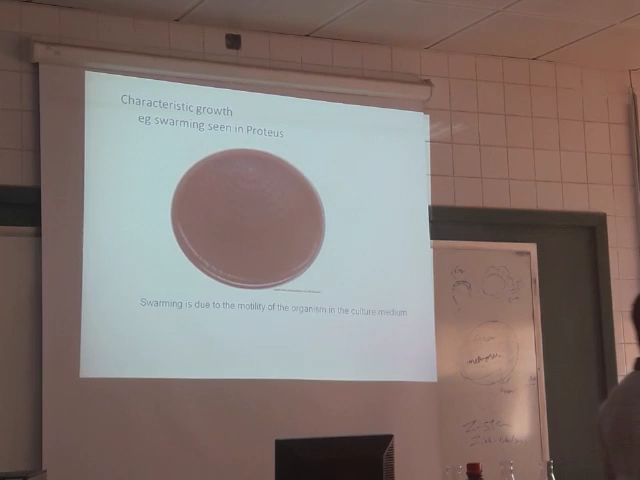 Characteristic growth
eg swarming seen in Proteus
Swarming is due to the motility of the organism in the culture medium